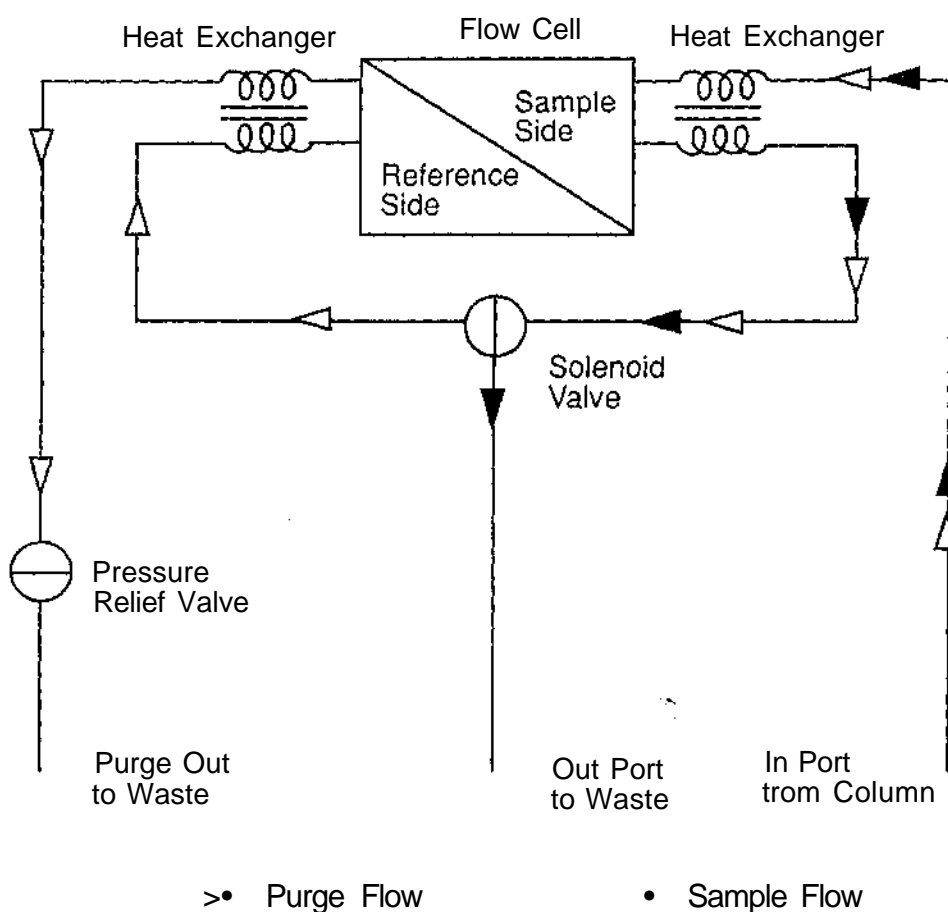 Heat Exchanger
Flow Cell
Heat Exchanger
Sample
Side
Reference
Side
Solenoid
Valve
Pressure
Relief Valve
Purge Out
to Waste
Out Port
to Waste
In Port
trom Column
>• Purge Flow
• Sample Flow